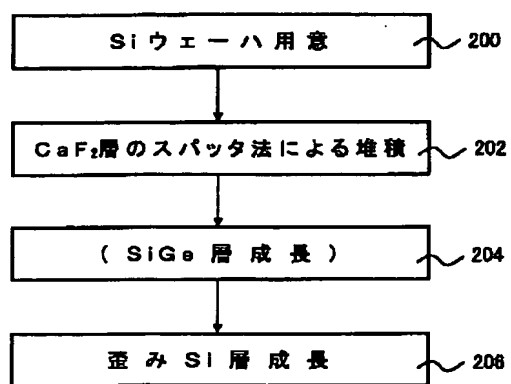 Siウェーハ用意 200
CaF₂層のスパッタ法による堆積 202
(SiGe層成長) 204
歪みSi層成長 206